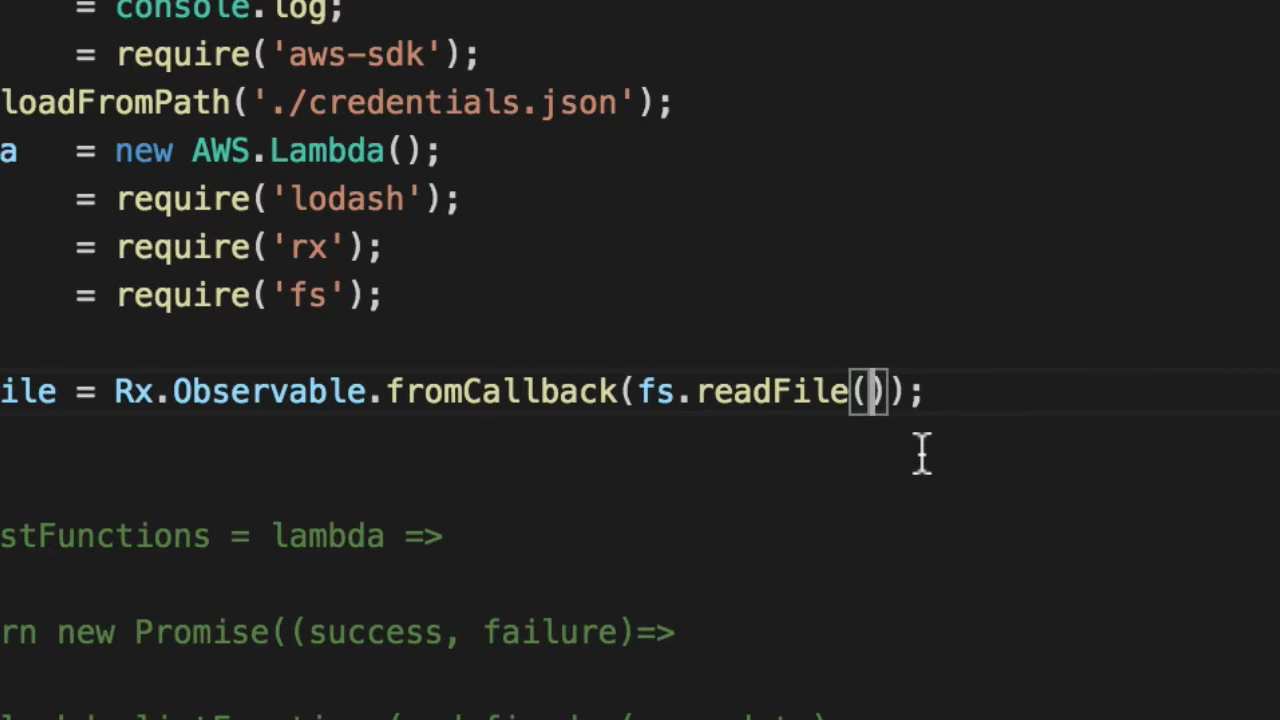 = console.log;
= require('aws-sdk');
loadFromPath('./credentials.json');
a = new AWS.Lambda();
= require('lodash');
= require('rx');
= require('fs');
ile = Rx.Observable.fromCallback(fs.readFile());
stFunctions = lambda =>
rn new Promise((success, failure)=>